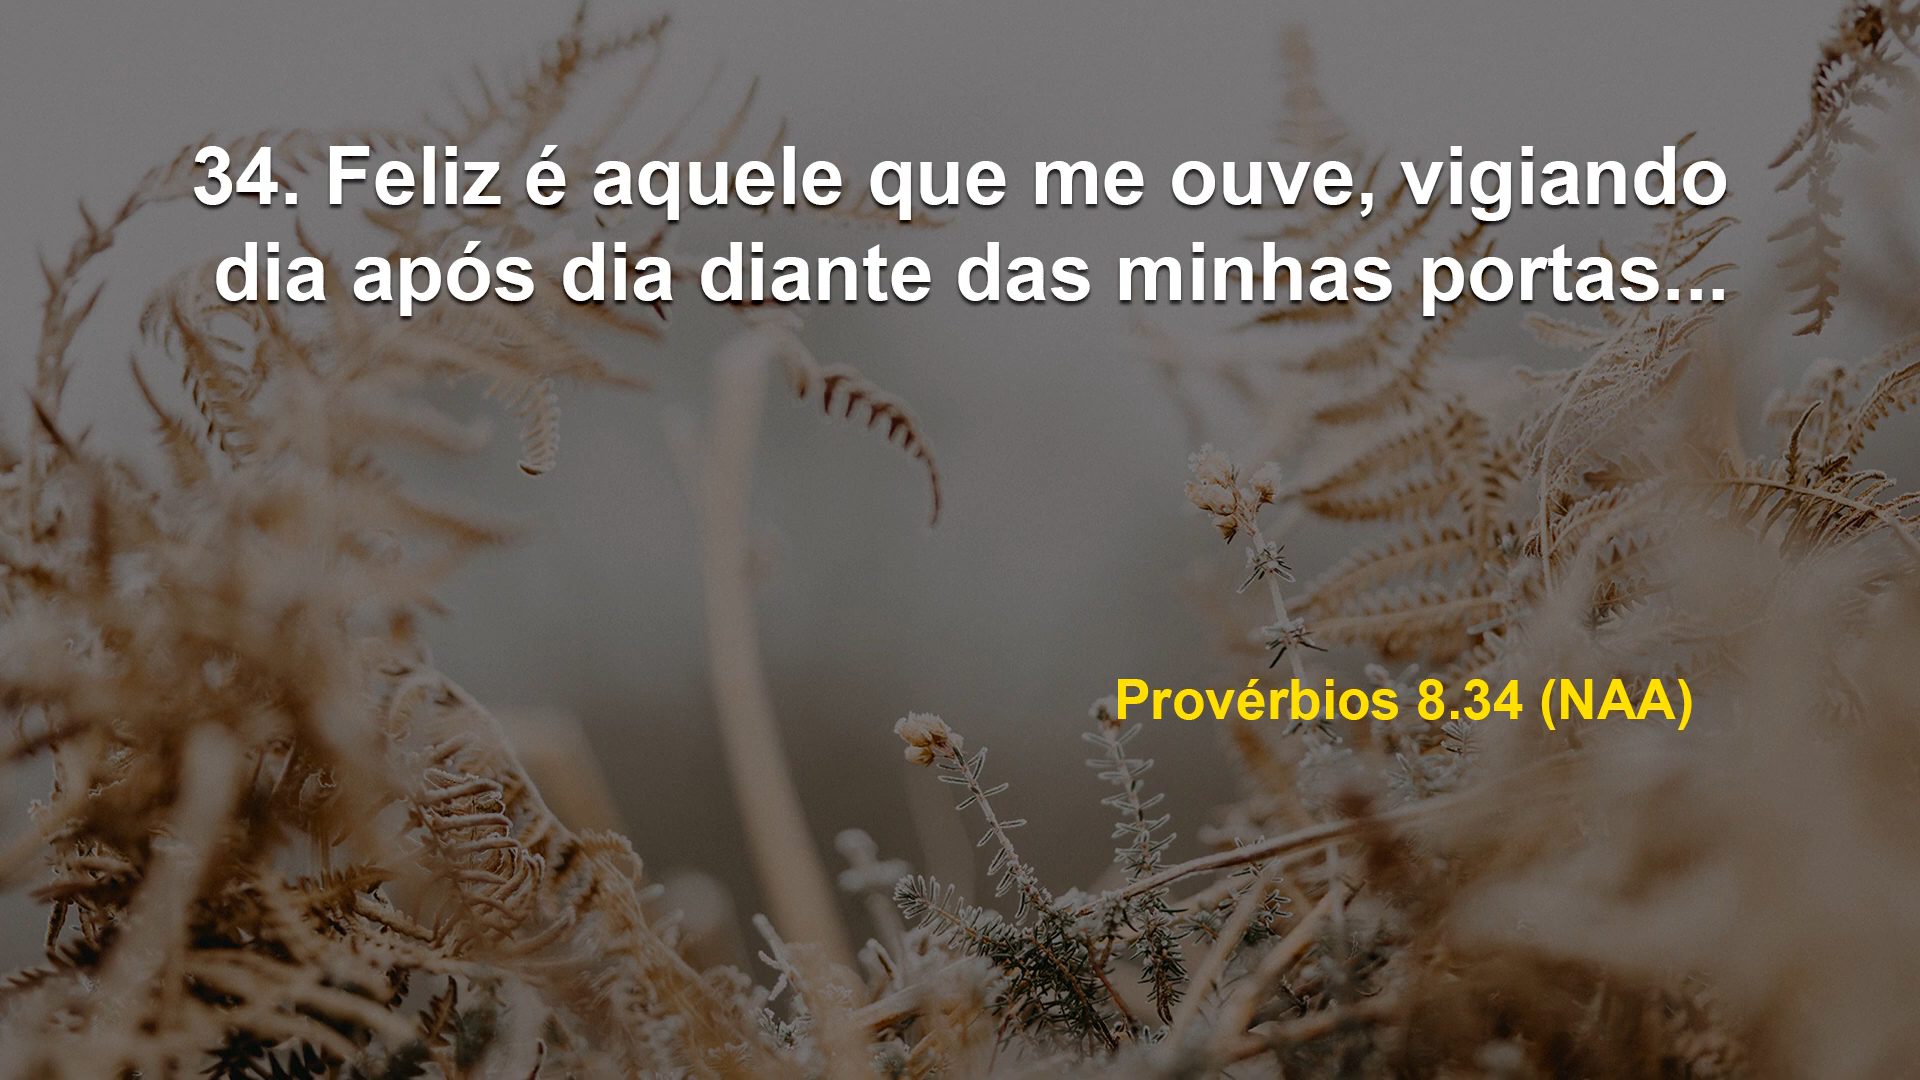 34. Feliz é aquele que me ouve, vigiando
dia após dia diante das minhas portas...
Provérbios 8.34 (NAA)